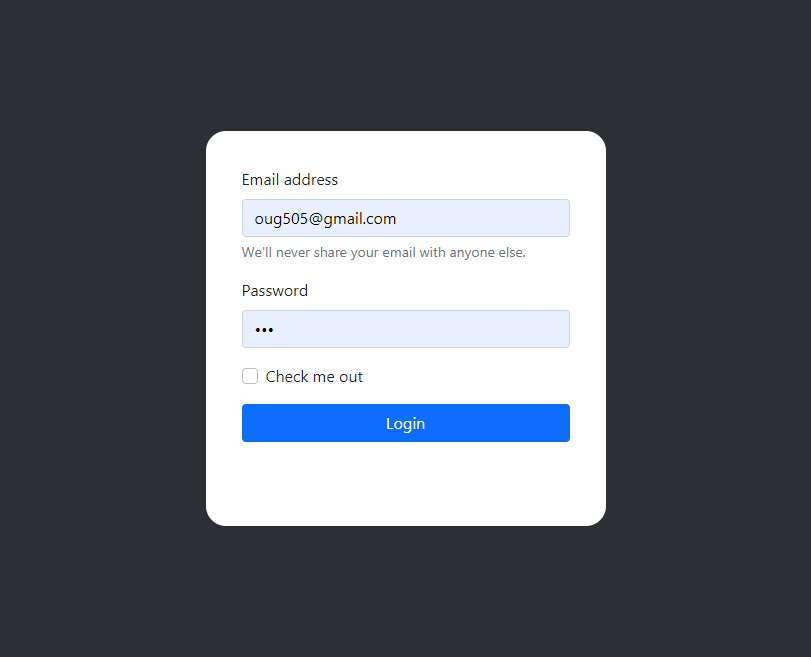 Email address
oug505@gmail.com
We'll never share your email with anyone else.
Password
•••
Check me out
Login